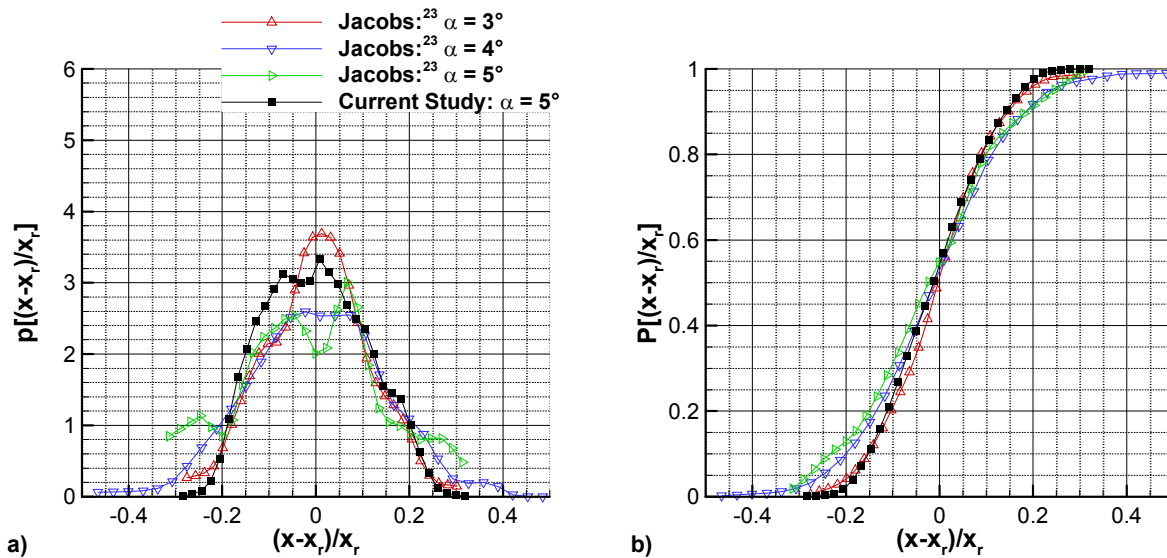 Jacobs:²³ α = 3°
Jacobs:²³ α = 4°
Jacobs:²³ α = 5°
Current Study: α = 5°
p[(x-xᵣ)/xᵣ]
6
5
4
3
2
1
0
-0.4 -0.2 0 0.2 0.4
(x-xᵣ)/xᵣ
a)
P[(x-xᵣ)/xᵣ]
1
0.8
0.6
0.4
0.2
0
-0.4 -0.2 0 0.2 0.4
(x-xᵣ)/xᵣ
b)